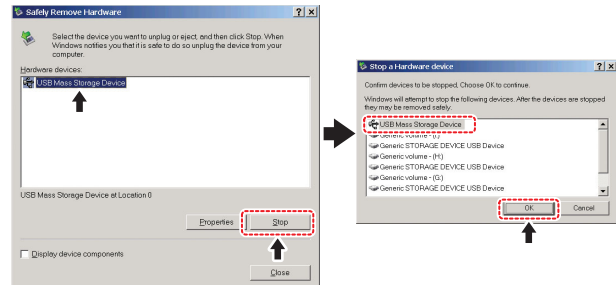 Safely Remove Hardware
Select the device you want to unplug or eject, and then click Stop. When
Windows notifies you that it is safe to do so unplug the device from your
computer.
Hardware devices:
USB Mass Storage Device
USB Mass Storage Device at Location 0
Properties
Stop
Display device components
Close
Stop a Hardware device
Confirm devices to be stopped, Choose OK to continue.
Windows will attempt to stop the following devices. After the devices are stopped
they may be removed safely.
USB Mass Storage Device
Generic volume - (I:)
Generic STORAGE DEVICE USB Device
Generic volume - (H:)
Generic STORAGE DEVICE USB Device
Generic volume - (G:)
Generic STORAGE DEVICE USB Device
OK
Cancel